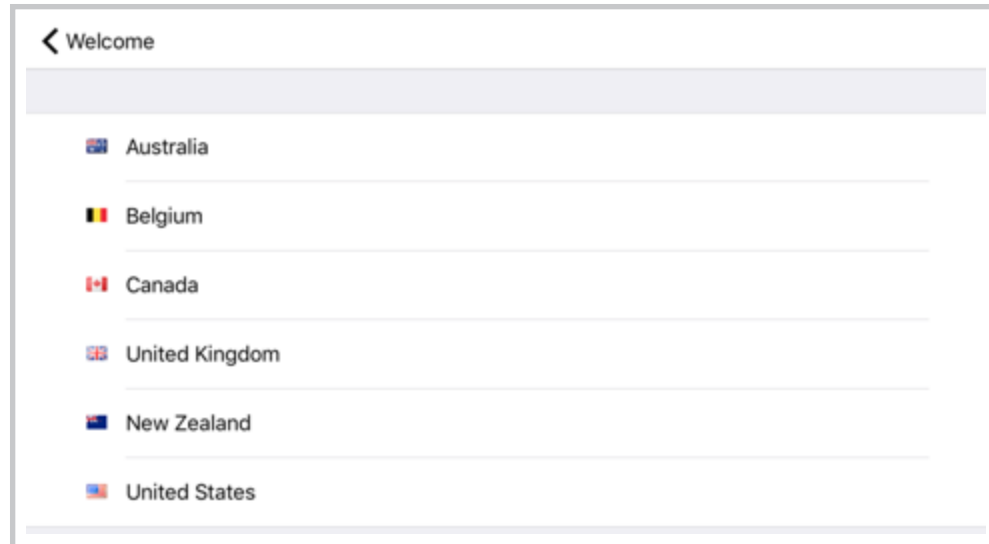 Welcome
Australia
Belgium
Canada
United Kingdom
New Zealand
United States